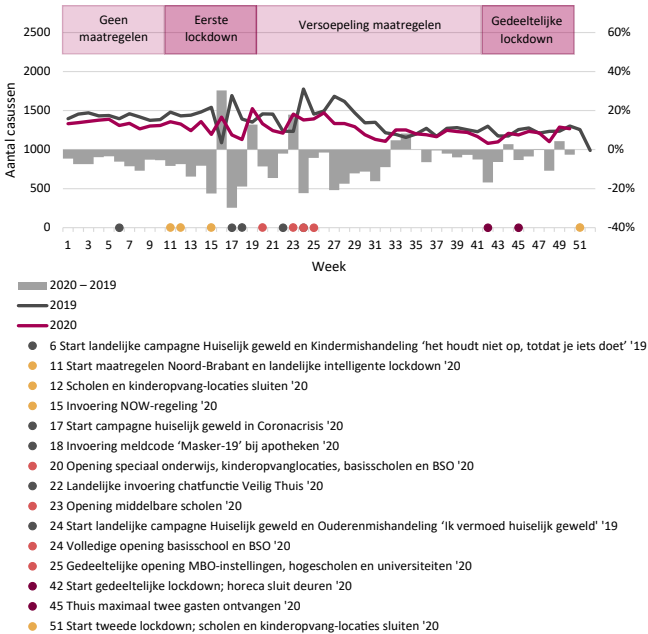 Geen maatregelen
Eerste lockdown
Versoepeling maatregelen
Gedeeltelijke lockdown
2500
2000
1500
1000
500
0
Aantal casussen
60%
40%
20%
0%
-20%
-40%
1 3 5 7 9 11 13 15 17 19 21 23 25 27 29 31 33 35 37 39 41 43 45 47 49 51
Week
2020 – 2019
2019
2020
6 Start landelijke campagne Huiselijk geweld en Kindermishandeling ‘het houdt niet op, totdat je iets doet’ '19
11 Start maatregelen Noord-Brabant en landelijke intelligente lockdown '20
12 Scholen en kinderopvang-locaties sluiten '20
15 Invoering NOW-regeling '20
17 Start campagne huiselijk geweld in Coronacrisis '20
18 Invoering meldcode ‘Masker-19’ bij apotheken '20
20 Opening speciaal onderwijs, kinderopvanglocaties, basisscholen en BSO '20
22 Landelijke invoering chatfunctie Veilig Thuis '20
23 Opening middelbare scholen '20
24 Start landelijke campagne Huiselijk geweld en Ouderenmishandeling ‘Ik vermoed huiselijk geweld' '19
24 Volledige opening basisschool en BSO '20
25 Gedeeltelijke opening MBO-instellingen, hogescholen en universiteiten '20
42 Start gedeeltelijke lockdown; horeca sluit deuren '20
45 Thuis maximaal twee gasten ontvangen '20
51 Start tweede lockdown; scholen en kinderopvang-locaties sluiten '20